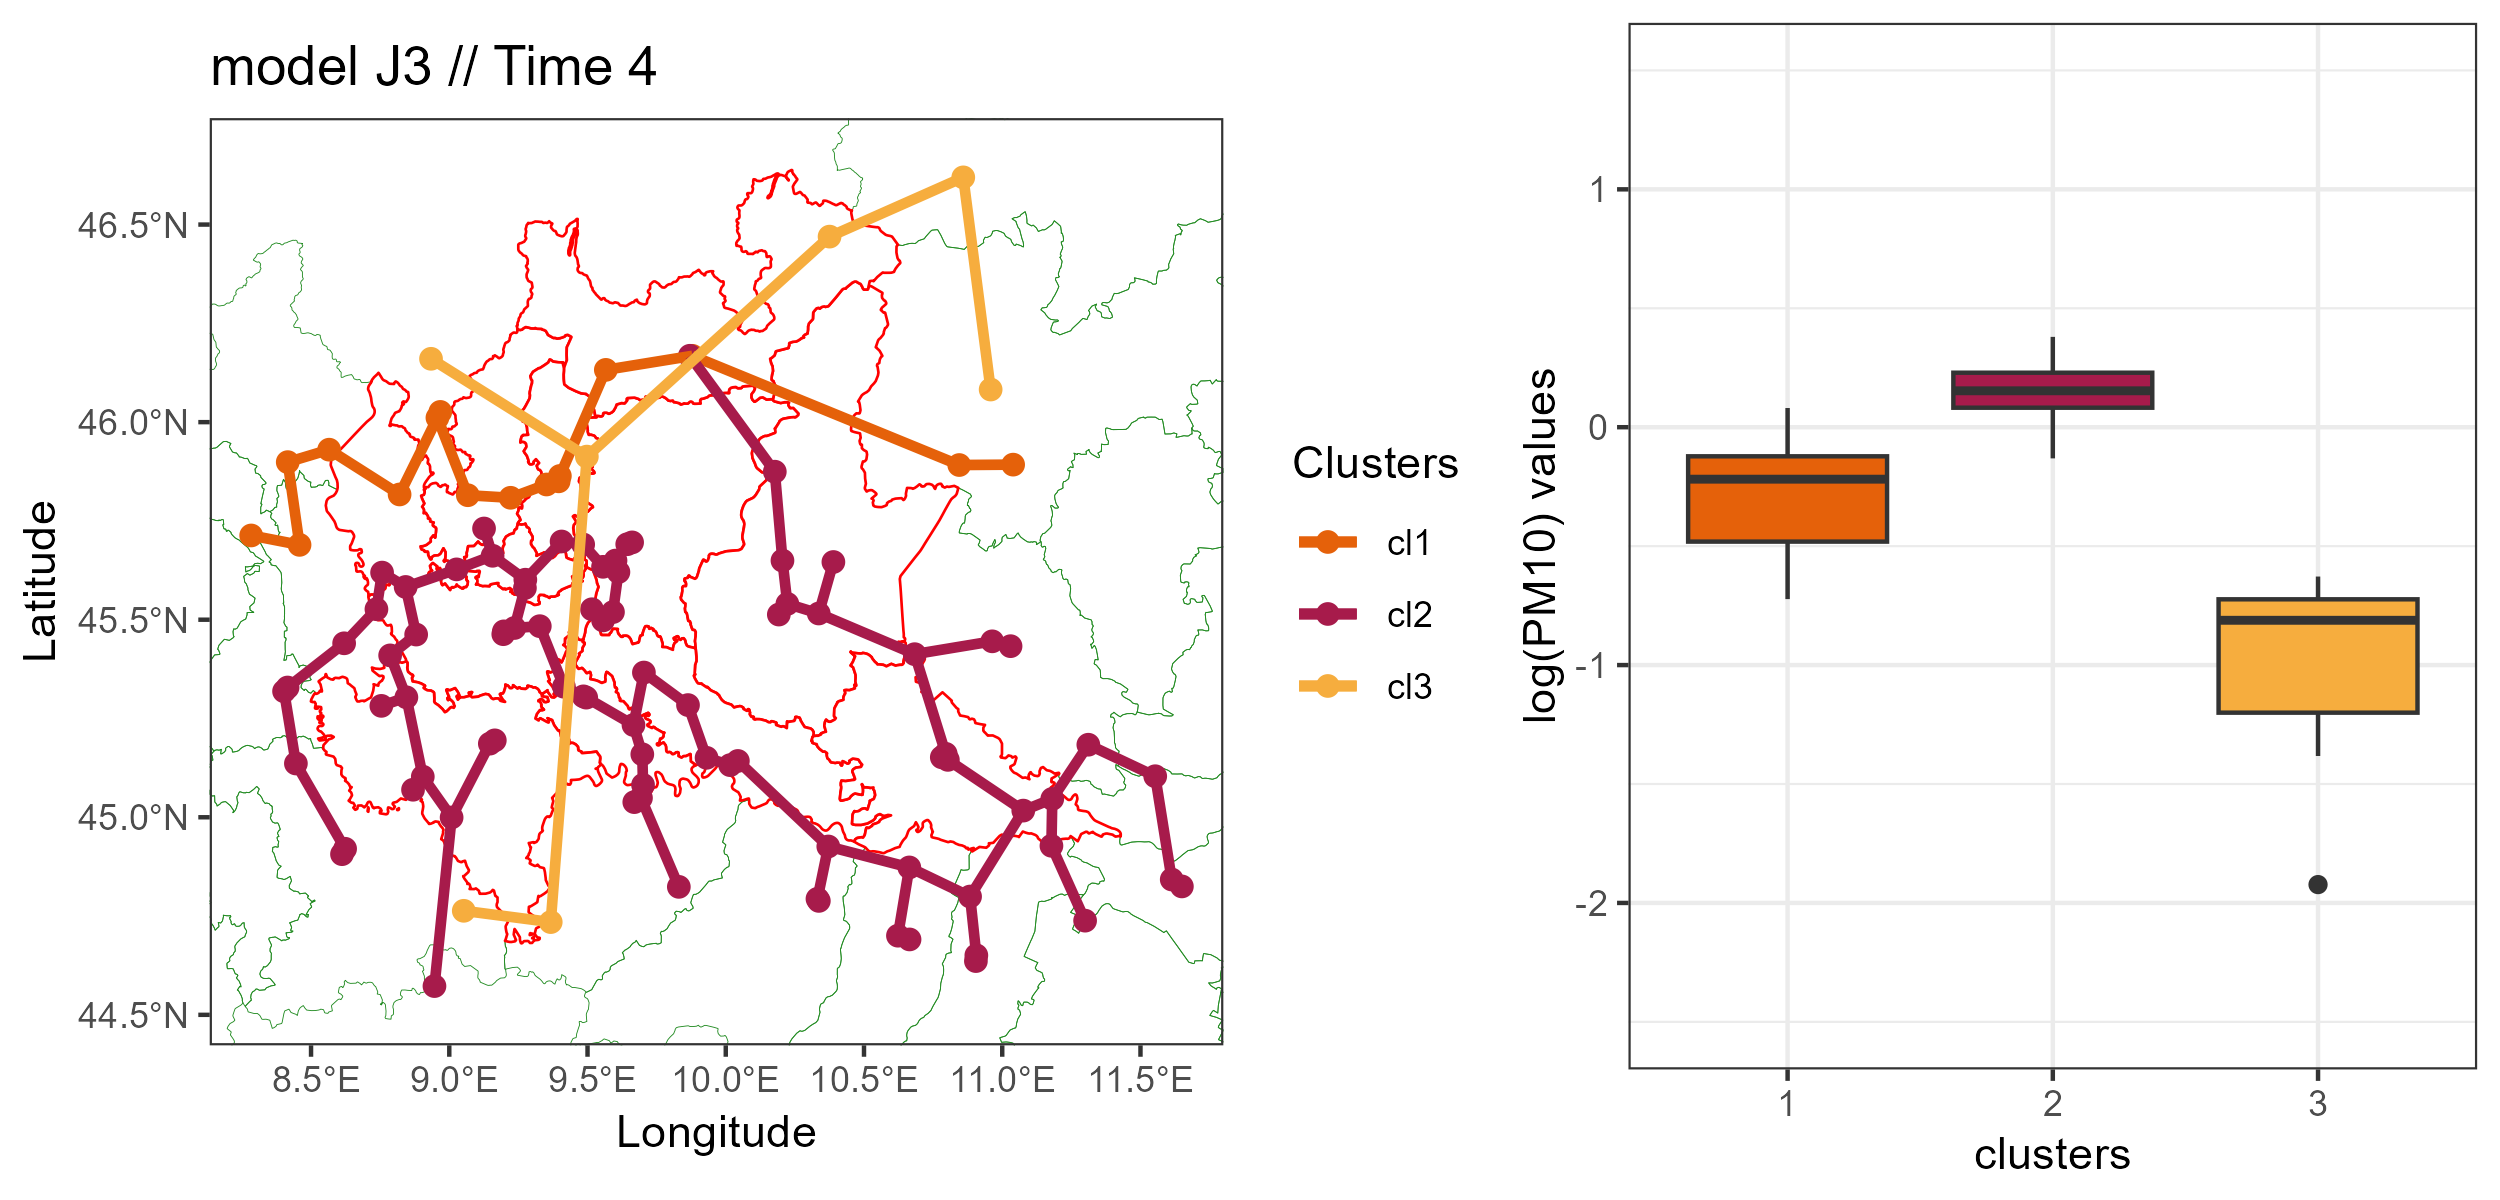 model J3 // Time 4
46.5°N
46.0°N
45.5°N
45.0°N
44.5°N
Latitude
8.5°E 9.0°E 9.5°E 10.0°E 10.5°E 11.0°E 11.5°E
Longitude
Clusters
cl1
cl2
cl3
log(PM10) values
1
0
-1
-2
1 2 3
clusters